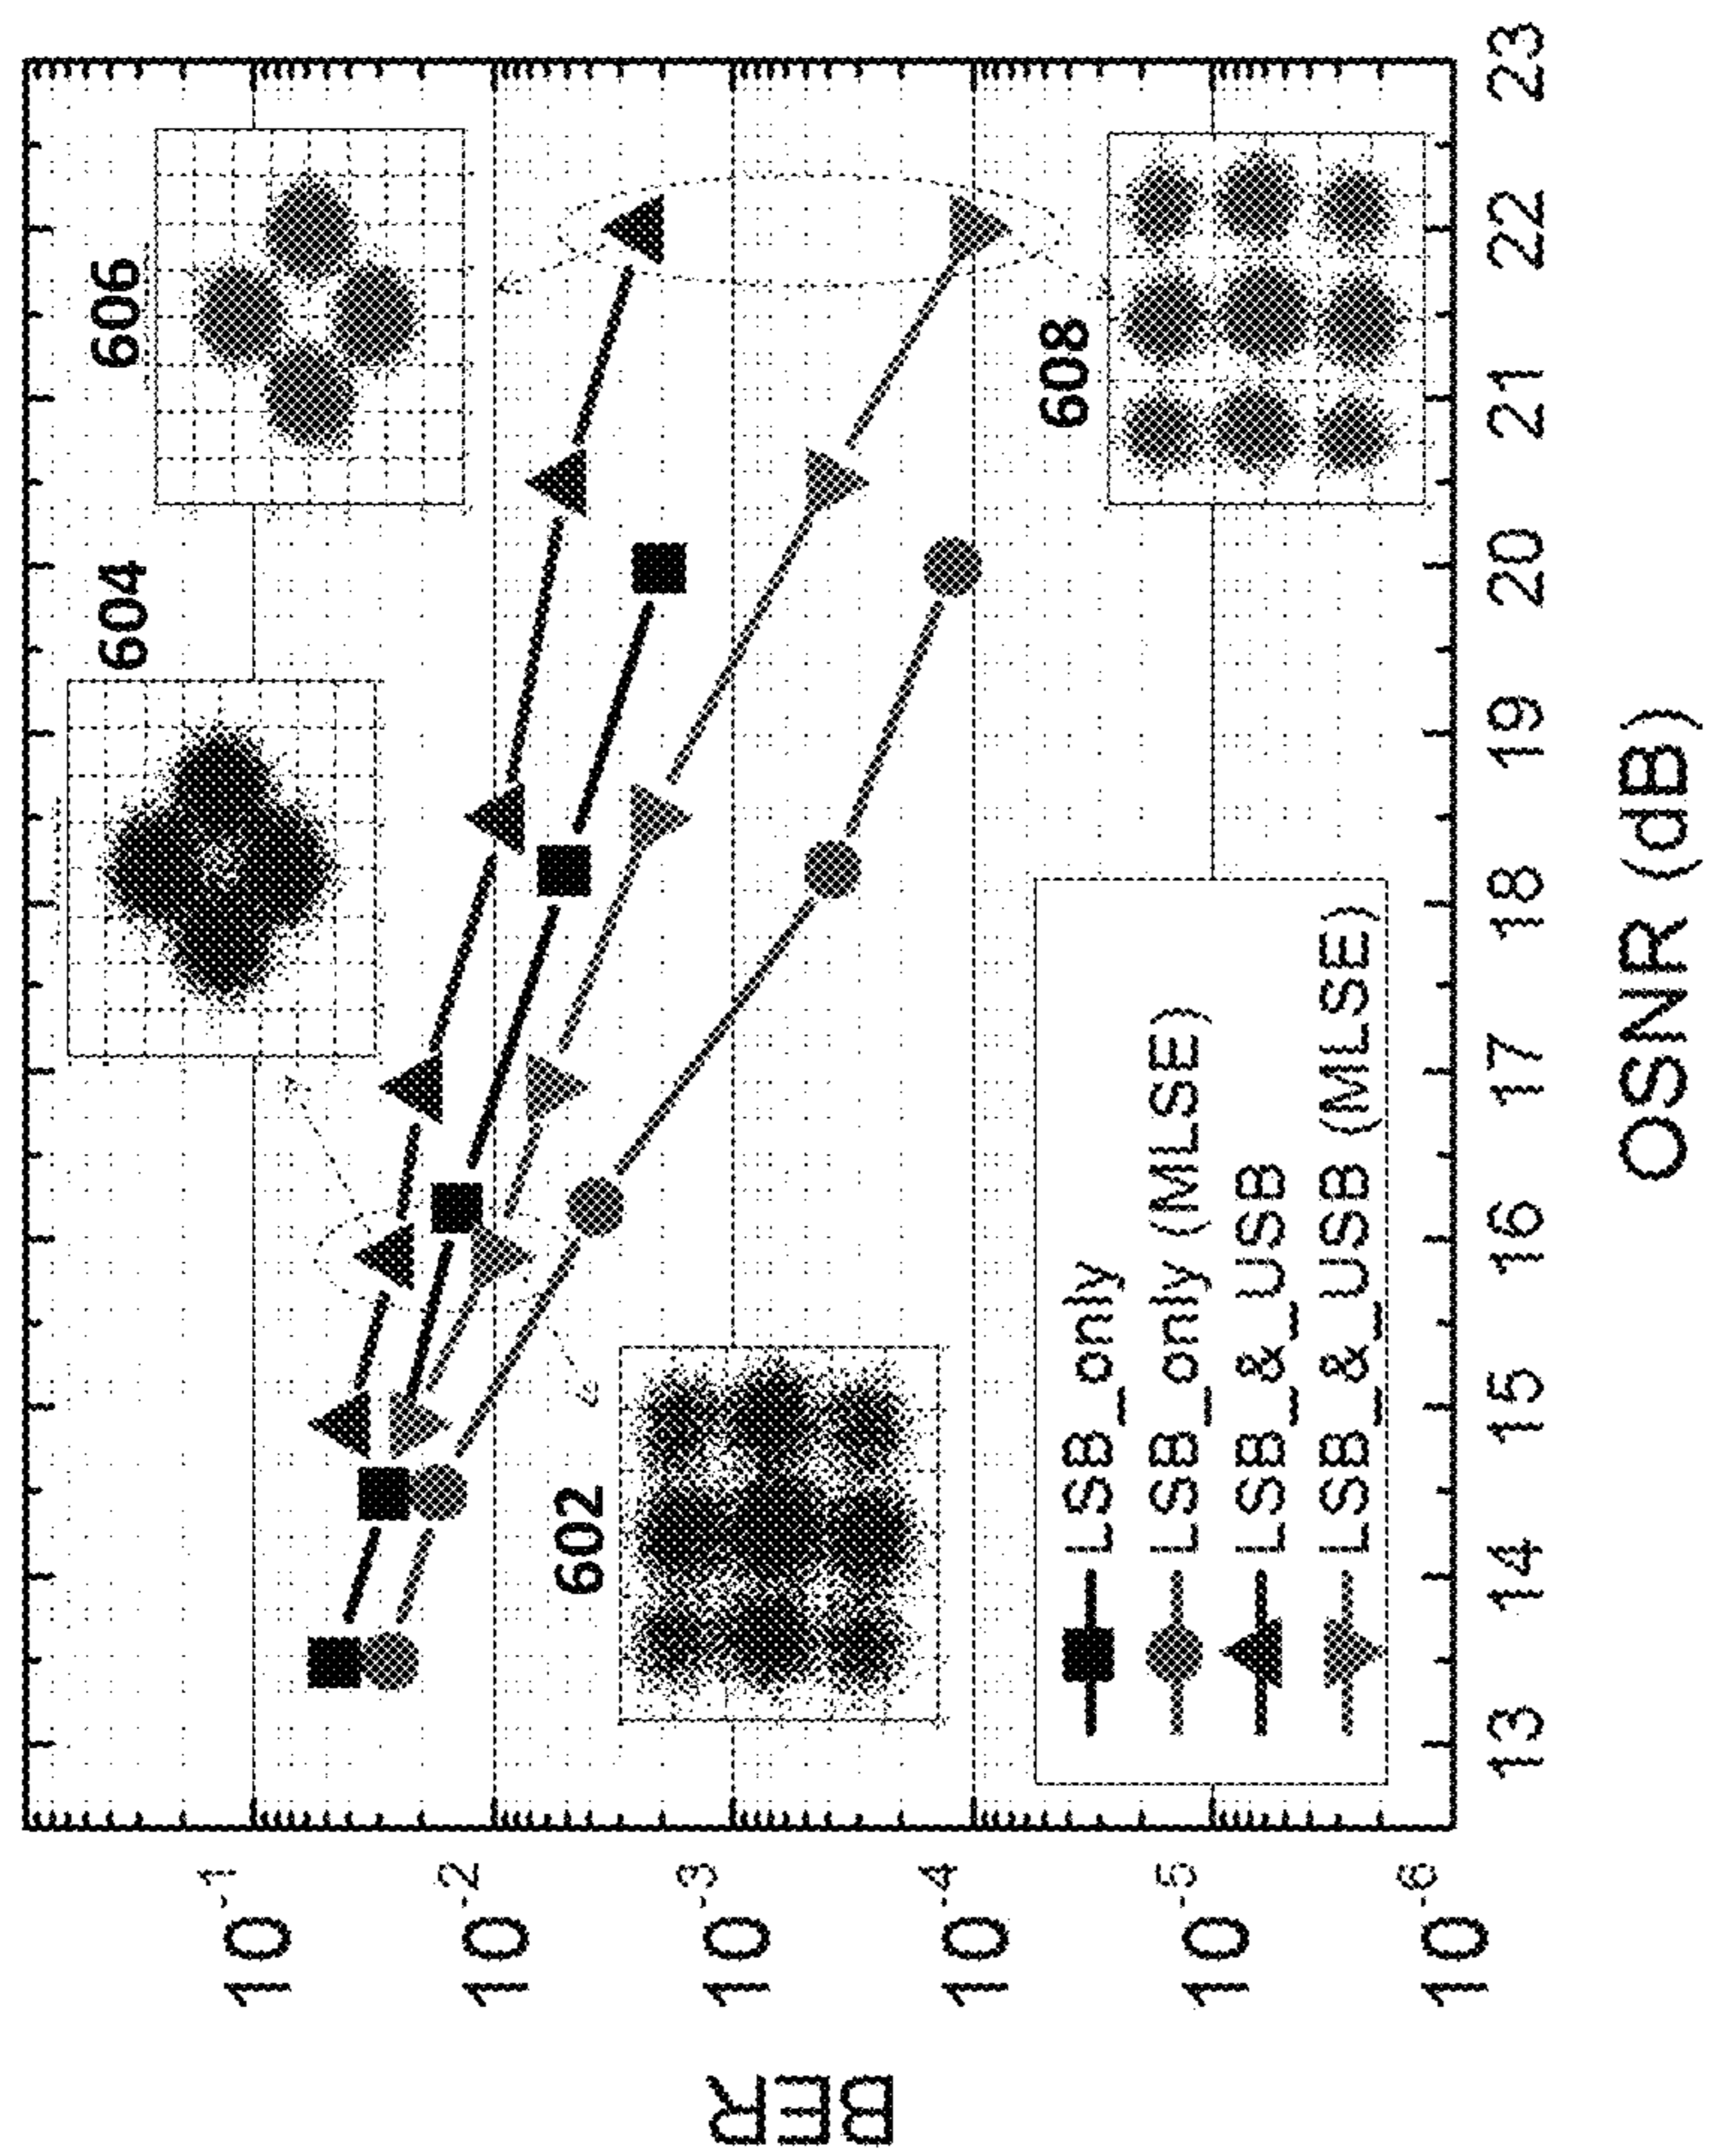 BER
10-1
10-2
10-3
10-4
10-5
10-6
602
604
606
608
LSB_only
LSB_only (MLSE)
LSB_&_USB
LSB_&_USB (MLSE)
13 14 15 16 17 18 19 20 21 22 23
OSNR (dB)